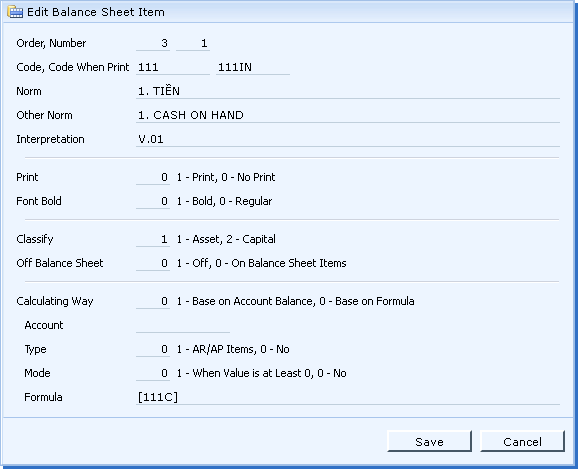 Edit Balance Sheet Item
Order, Number 3 1
Code, Code When Print 111 111IN
Norm 1. TIỀN
Other Norm 1. CASH ON HAND
Interpretation V.01
Print 0 1 - Print, 0 - No Print
Font Bold 0 1 - Bold, 0 - Regular
Classify 1 1 - Asset, 2 - Capital
Off Balance Sheet 0 1 - Off, 0 - On Balance Sheet Items
Calculating Way 0 1 - Base on Account Balance, 0 - Base on Formula
Account
Type 0 1 - AR/AP Items, 0 - No
Mode 0 1 - When Value is at Least 0, 0 - No
Formula [111C]
Save Cancel